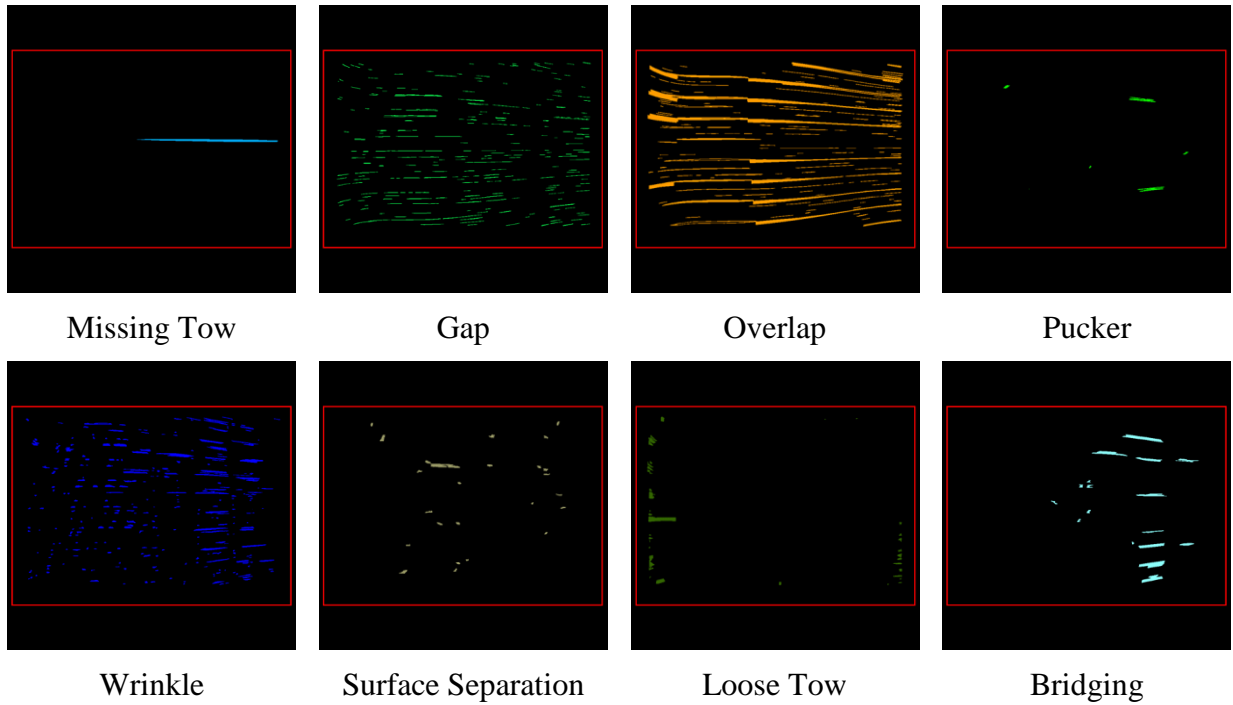 Missing Tow
Gap
Overlap
Pucker
Wrinkle
Surface Separation
Loose Tow
Bridging